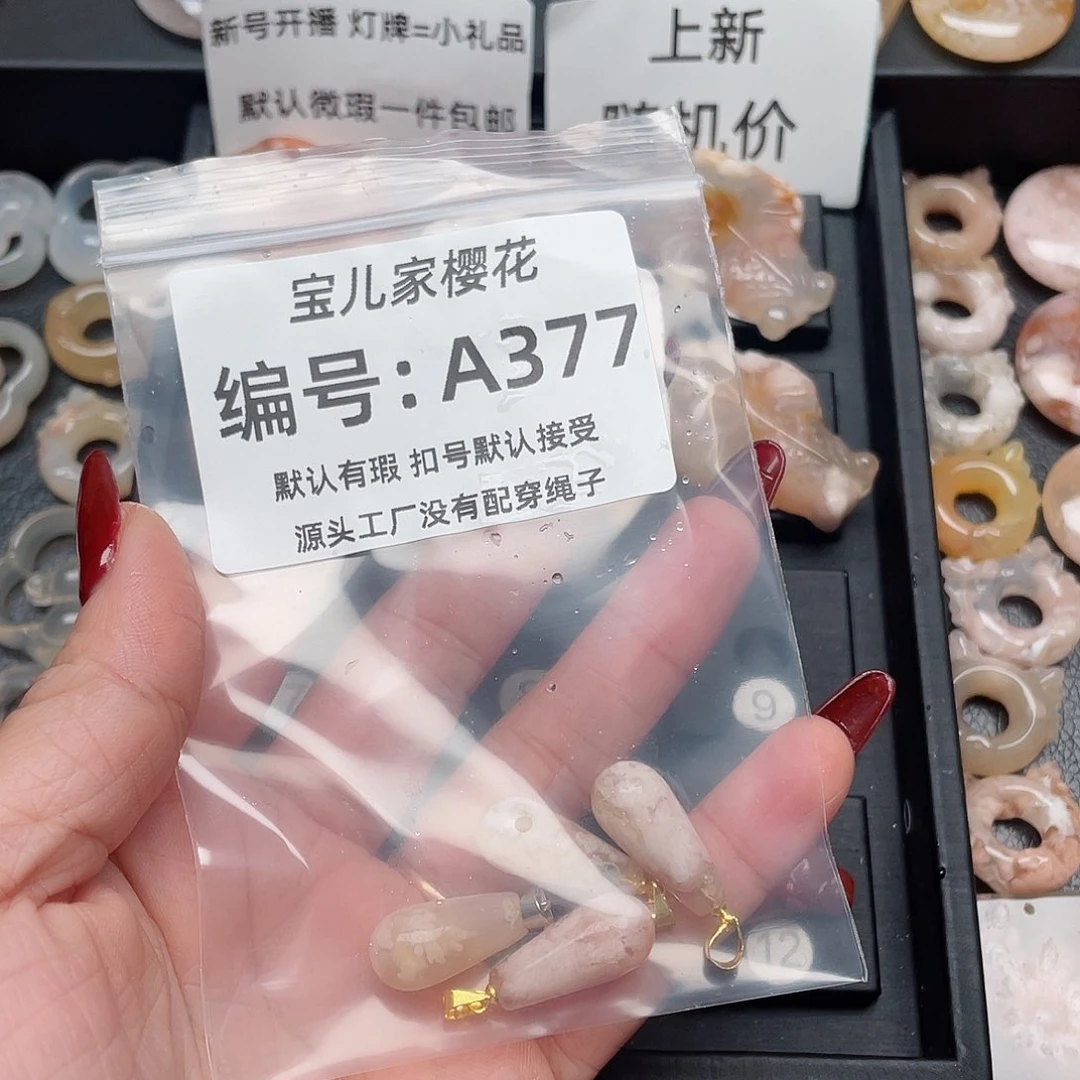 新号开播 灯牌=小礼品
默认微瑕一件包邮
上新
随机价
宝儿家樱花
编号：A377
默认有瑕 扣号默认接受
源头工厂没有配穿绳子
9
12